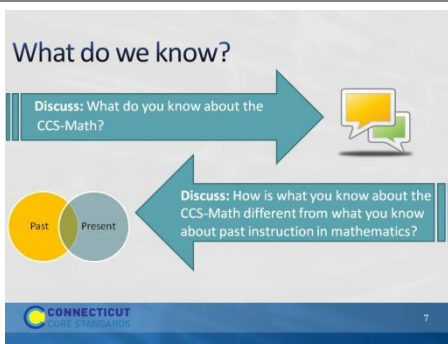 What do we know?
Discuss: What do you know about the
CCS-Math?
Discuss: How is what you know about the
CCS-Math different from what you know
about past instruction in mathematics?
Past
Present
CONNECTICUT
CORE STANDARDS
7